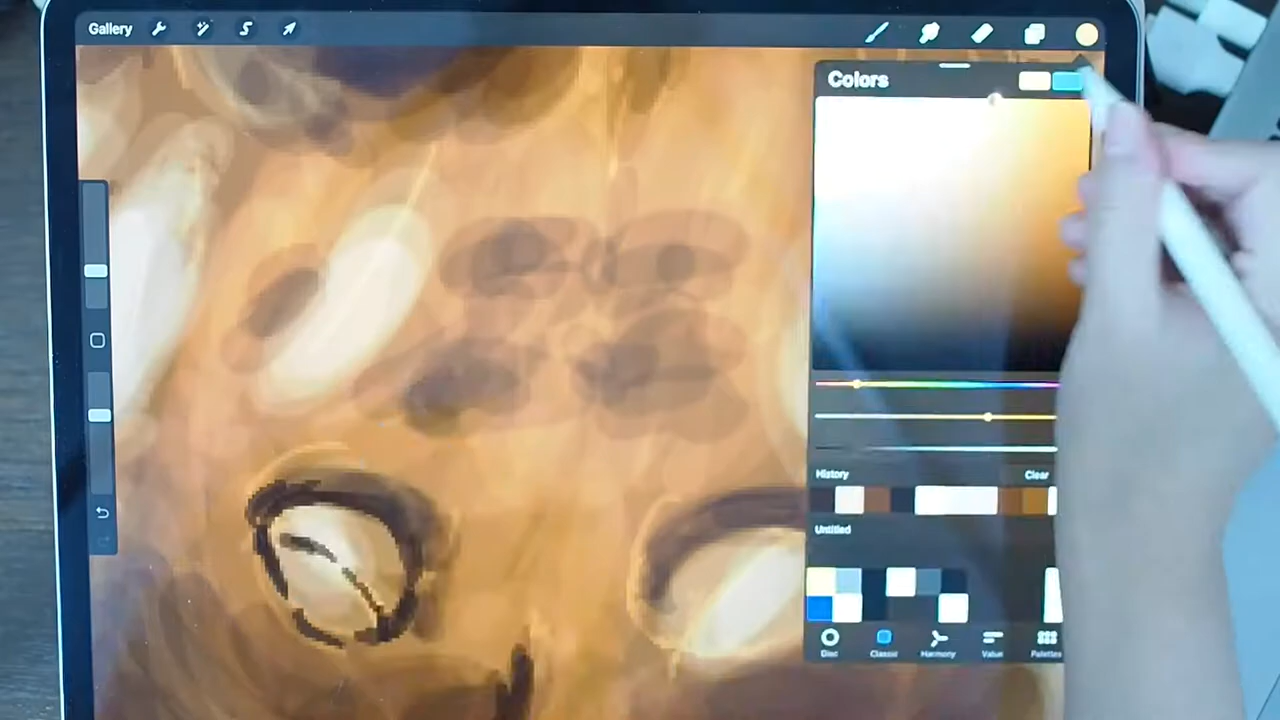 Gallery
Colors
History Clear
Untitled
Disc Classic Harmony Value Palettes